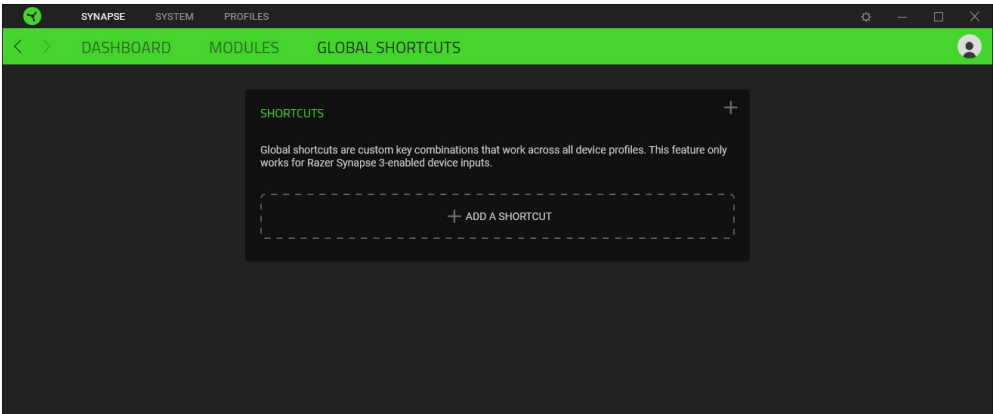 SYNAPSE SYSTEM PROFILES
DASHBOARD MODULES GLOBAL SHORTCUTS
SHORTCUTS
Global shortcuts are custom key combinations that work across all device profiles. This feature only
works for Razer Synapse 3-enabled device inputs.
ADD A SHORTCUT